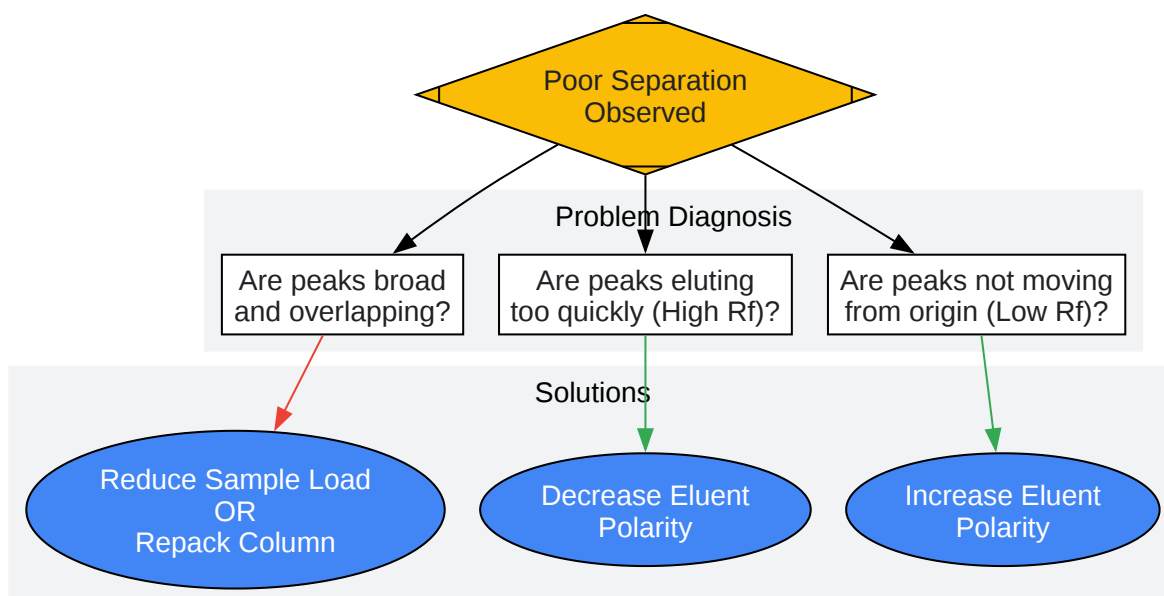 Poor Separation
Observed
Problem Diagnosis
Are peaks broad
and overlapping?
Are peaks eluting
too quickly (High Rf)?
Are peaks not moving
from origin (Low Rf)?
Solutions
Reduce Sample Load
OR
Repack Column
Decrease Eluent
Polarity
Increase Eluent
Polarity